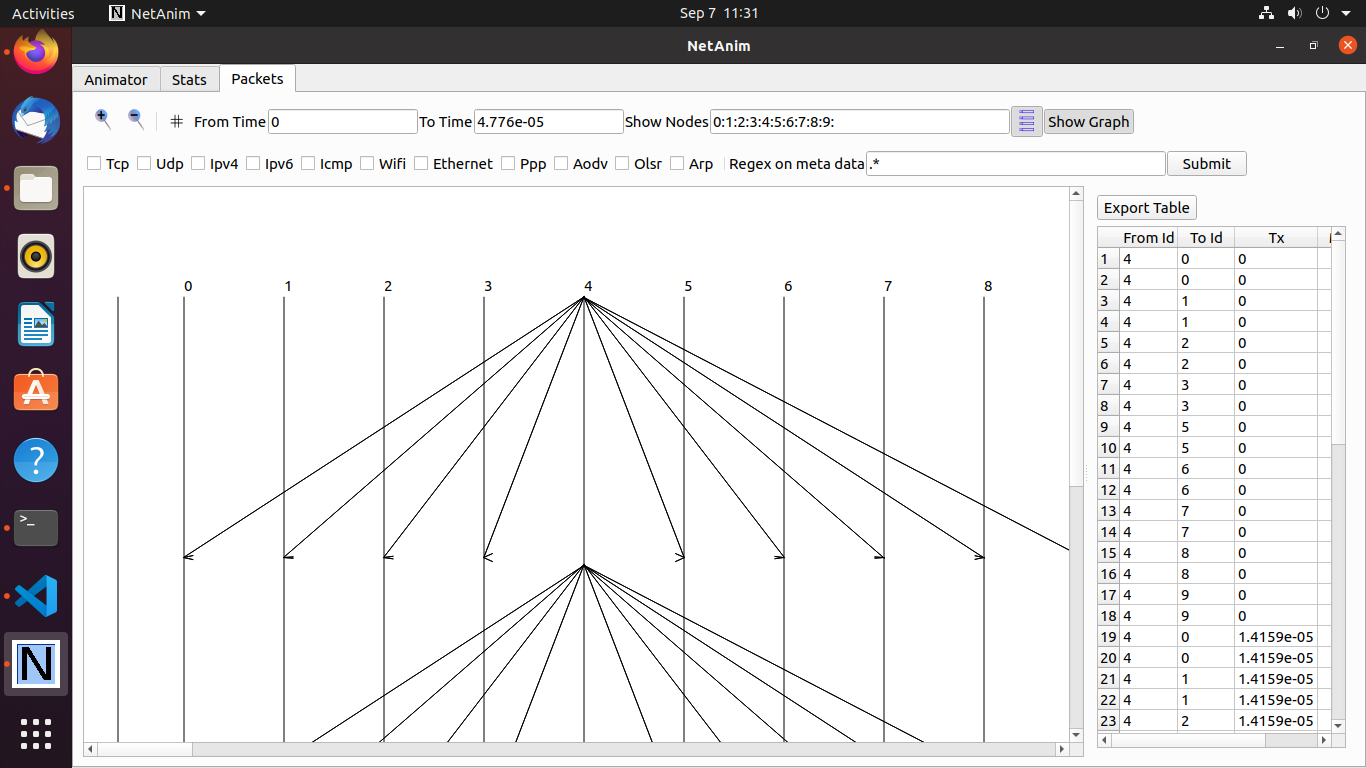 Activities NetAnim Sep 7 11:31
NetAnim
Animator Stats Packets
From Time 0 To Time 4.776e-05 Show Nodes 0:1:2:3:4:5:6:7:8:9: Show Graph
Tcp Udp Ipv4 Ipv6 Icmp Wifi Ethernet Ppp Aodv Olsr Arp Regex on meta data .* Submit
0 1 2 3 4 5 6 7 8
Export Table
From Id To Id Tx
1 4 0 0
2 4 0 0
3 4 1 0
4 4 1 0
5 4 2 0
6 4 2 0
7 4 3 0
8 4 3 0
9 4 5 0
10 4 5 0
11 4 6 0
12 4 6 0
13 4 7 0
14 4 7 0
15 4 8 0
16 4 8 0
17 4 9 0
18 4 9 0
19 4 0 1.4159e-05
20 4 0 1.4159e-05
21 4 1 1.4159e-05
22 4 1 1.4159e-05
23 4 2 1.4159e-05